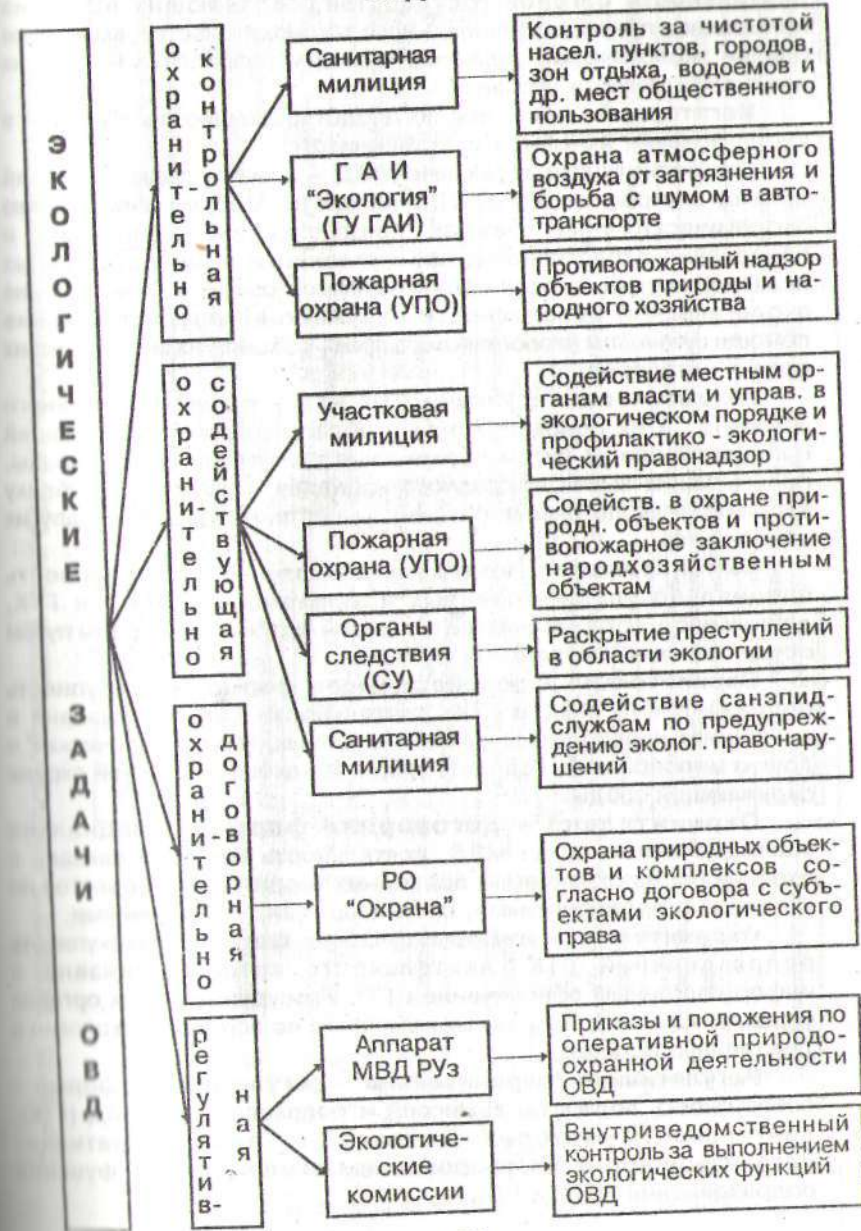 ЭКОЛОГИЧЕСКИЕ ЗАДАЧИ ОВД
охранительно
контрольная
Санитарная
милиция
Контроль за чистотой
насел. пунктов, городов,
зон отдыха, водоемов и
др. мест общественного
пользования
Г А И
“Экология”
(ГУ ГАИ)
Охрана атмосферного
воздуха от загрязнения и
борьба с шумом в авто-
транспорте
Пожарная
охрана (УПО)
Противопожарный надзор
объектов природы и на-
родного хозяйства
охранительно
содейсвующая
Участковая
милиция
Содействие местным ор-
ганам власти и управ. в
экологическом порядке и
профилактико - экологи-
ческий правонадзор
Пожарная
охрана (УПО)
Содействие охране при-
родн. объектов и проти-
вопожарное заключение
народхозяйственным
объектам
Органы
следствия
(СУ)
Раскрытие преступлений
в области экологии
Санитарная
милиция
Содействие санэпид-
службам по предупреж-
дению эколог. правонару-
шений
охранительно
договорная
РО
“Охрана”
Охрана природных объек-
тов и комплексов со-
гласно договора с субъ-
ектами экологического
права
регулятив-
ная
Аппарат
МВД РУз
Приказы и положения по
оперативной природо-
охранной деятельности
ОВД
Экологиче-
ские
комиссии
Внутриведомственный
контроль за выполнением
экологических функций
ОВД